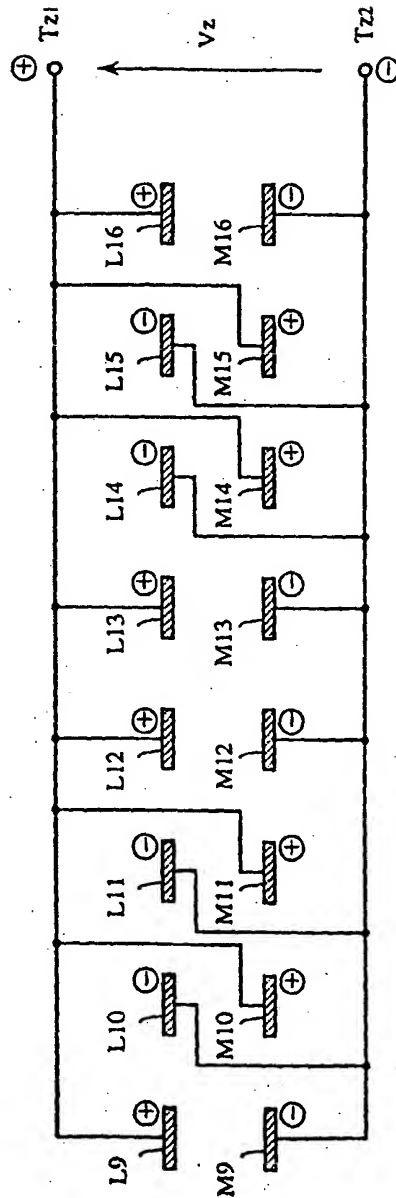 ⊕ Tz1
L9 ⊕ L10 ⊖ L11 ⊖ L12 ⊕ L13 ⊕ L14 ⊖ L15 ⊖ L16 ⊕
Vz
M9 ⊖ M10 ⊕ M11 ⊕ M12 ⊖ M13 ⊖ M14 ⊕ M15 ⊕ M16 ⊖
⊖ Tz2